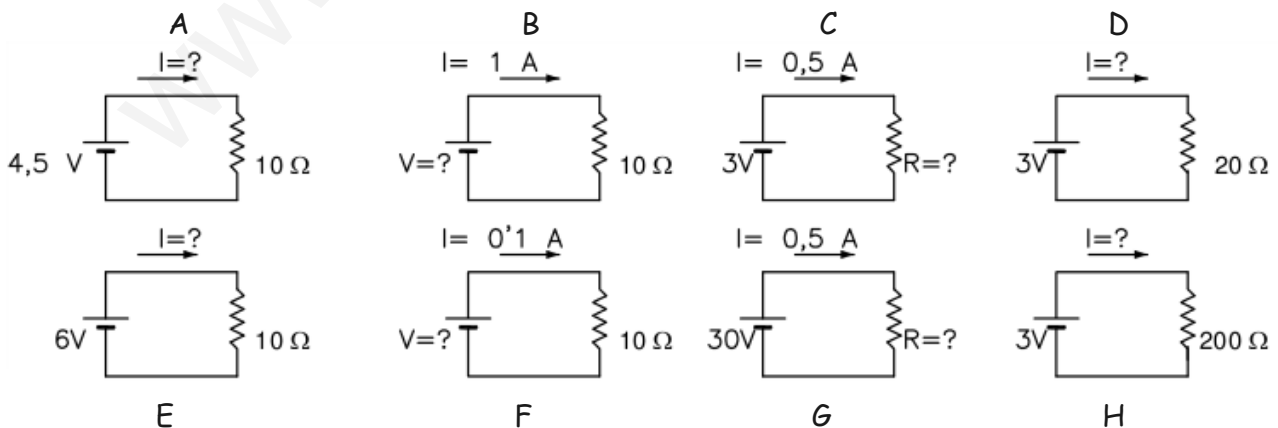 A B C D
I=? I= 1 A I= 0,5 A I=?
4,5 V 10 Ω V=? 10 Ω 3V R=? 3V 20 Ω
I=? I= 0'1 A I= 0,5 A I=?
6V 10 Ω V=? 10 Ω 30V R=? 3V 200 Ω
E F G H